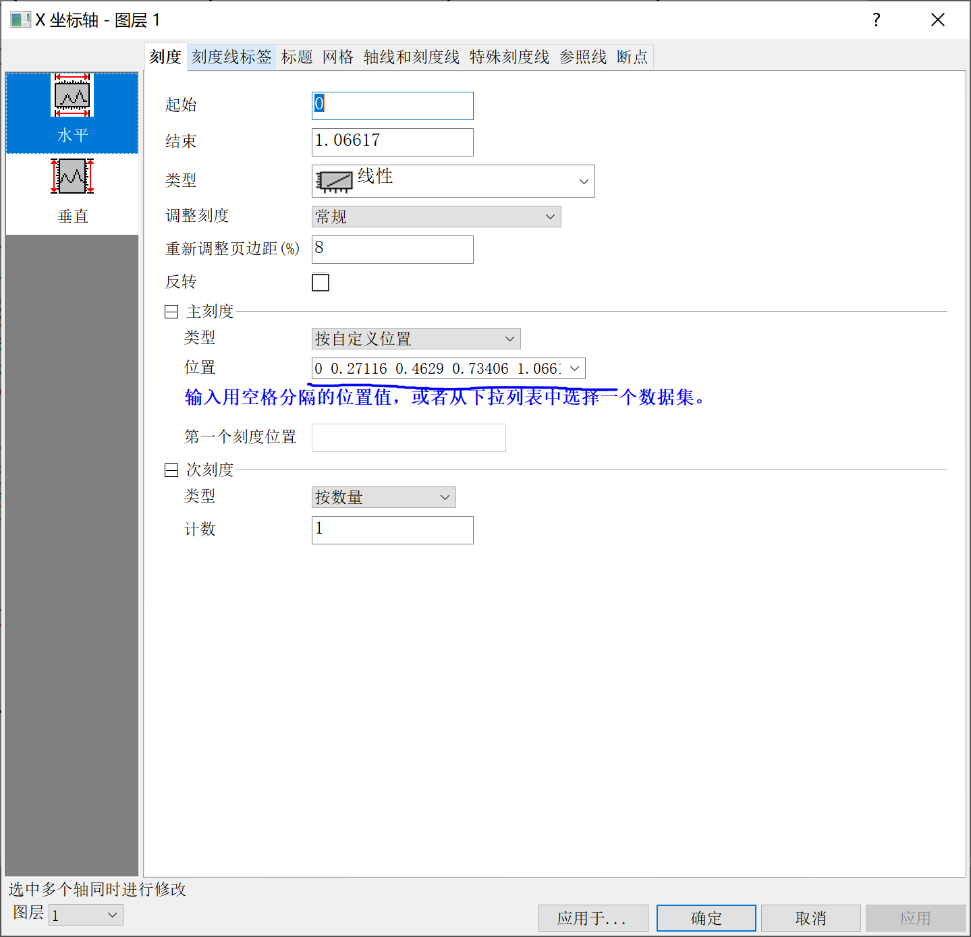 X 坐标轴 - 图层 1
?
刻度 刻度线标签 标题 网格 轴线和刻度线 特殊刻度线 参照线 断点
水平
垂直
起始 0
结束 1.06617
类型 线性
调整刻度 常规
重新调整页边距(%) 8
反转
主刻度
类型 按自定义位置
位置 0 0.27116 0.4629 0.73406 1.066
输入用空格分隔的位置值，或者从下拉列表中选择一个数据集。
第一个刻度位置
次刻度
类型 按数量
计数 1
选中多个轴同时进行修改
图层 1
应用于... 确定 取消 应用